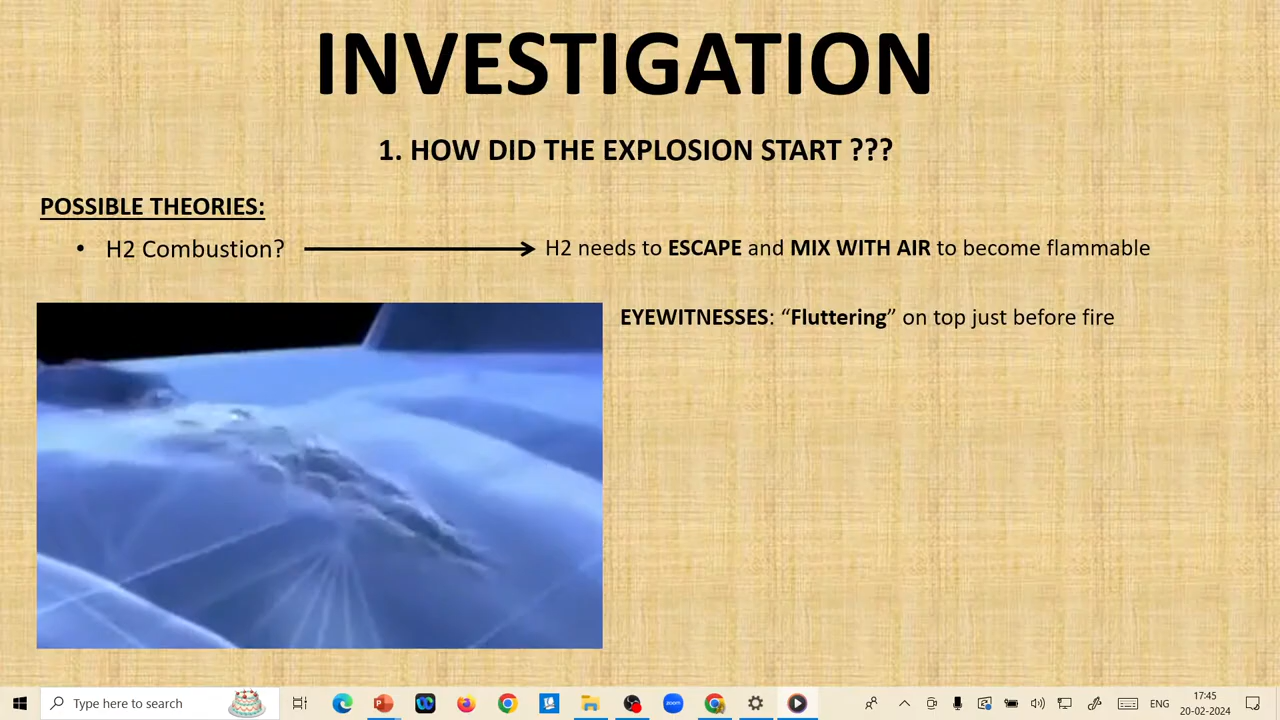 INVESTIGATION
1. HOW DID THE EXPLOSION START ???
POSSIBLE THEORIES:
• H2 Combustion?
H2 needs to ESCAPE and MIX WITH AIR to become flammable
EYEWITNESSES: “Fluttering” on top just before fire
Type here to search
zoom
ENG
17:45
20-02-2024